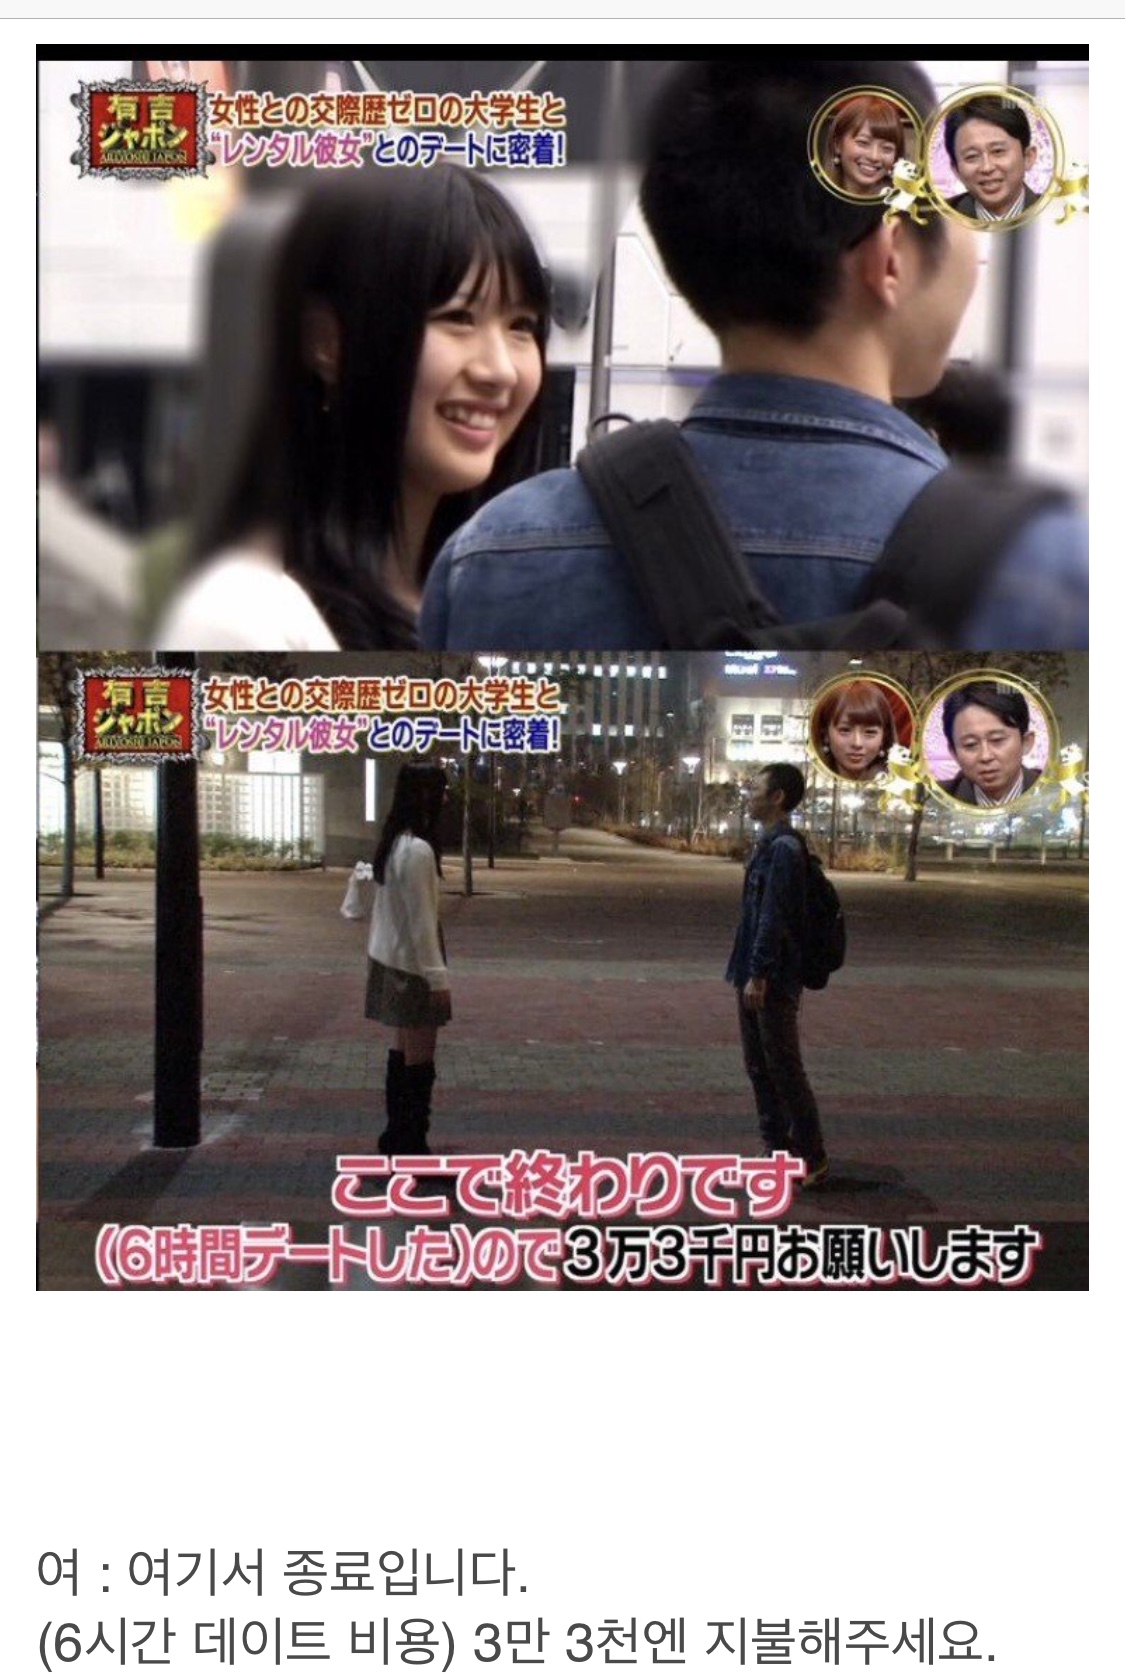 有吉
ジャポン
ARIYOSHI JAPON
女性との交際歴ゼロの大学生と
“レンタル彼女”とのデートに密着!
有吉
ジャポン
ARIYOSHI JAPON
女性との交際歴ゼロの大学生と
“レンタル彼女”とのデートに密着!
ここで終わりです
(6時間デートした)ので3万3千円お願いします
여 : 여기서 종료입니다.
(6시간 데이트 비용) 3만 3천엔 지불해주세요.